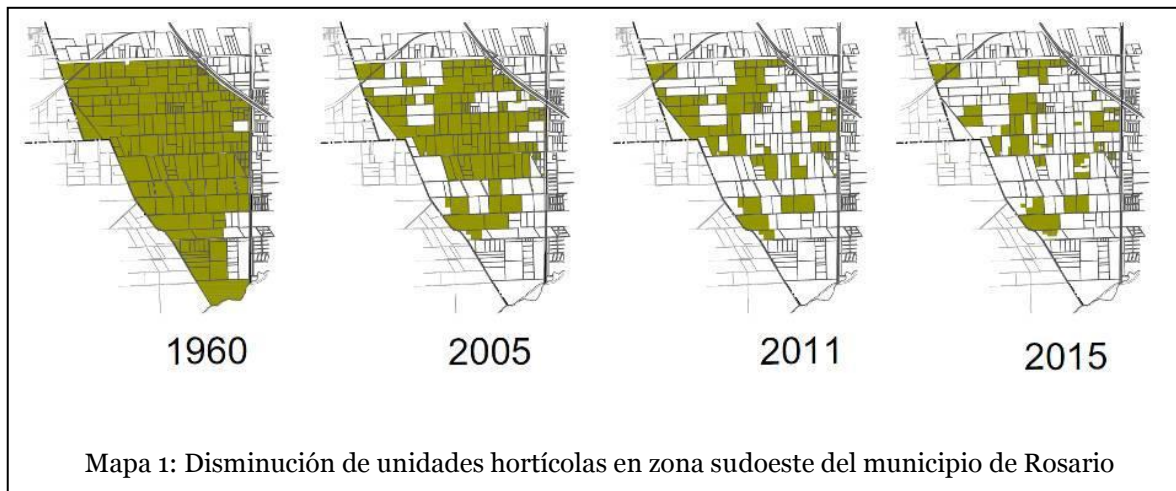 1960
2005
2011
2015
Mapa 1: Disminución de unidades hortícolas en zona sudoeste del municipio de Rosario